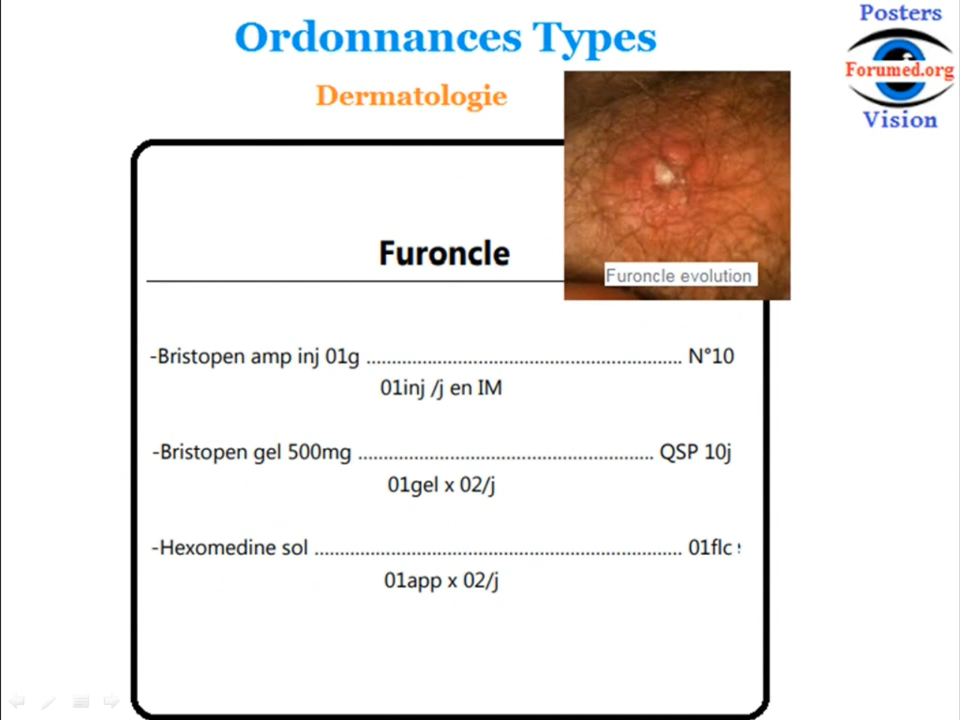 Ordonnances Types
Posters
Forumed.org
Vision
Dermatologie
Furoncle
Furoncle evolution
-Bristopen amp inj 01g ................................................................ N°10
01inj /j en IM
-Bristopen gel 500mg ............................................................ QSP 10j
01gel x 02/j
-Hexomedine sol .......................................................................... 01flc
01app x 02/j